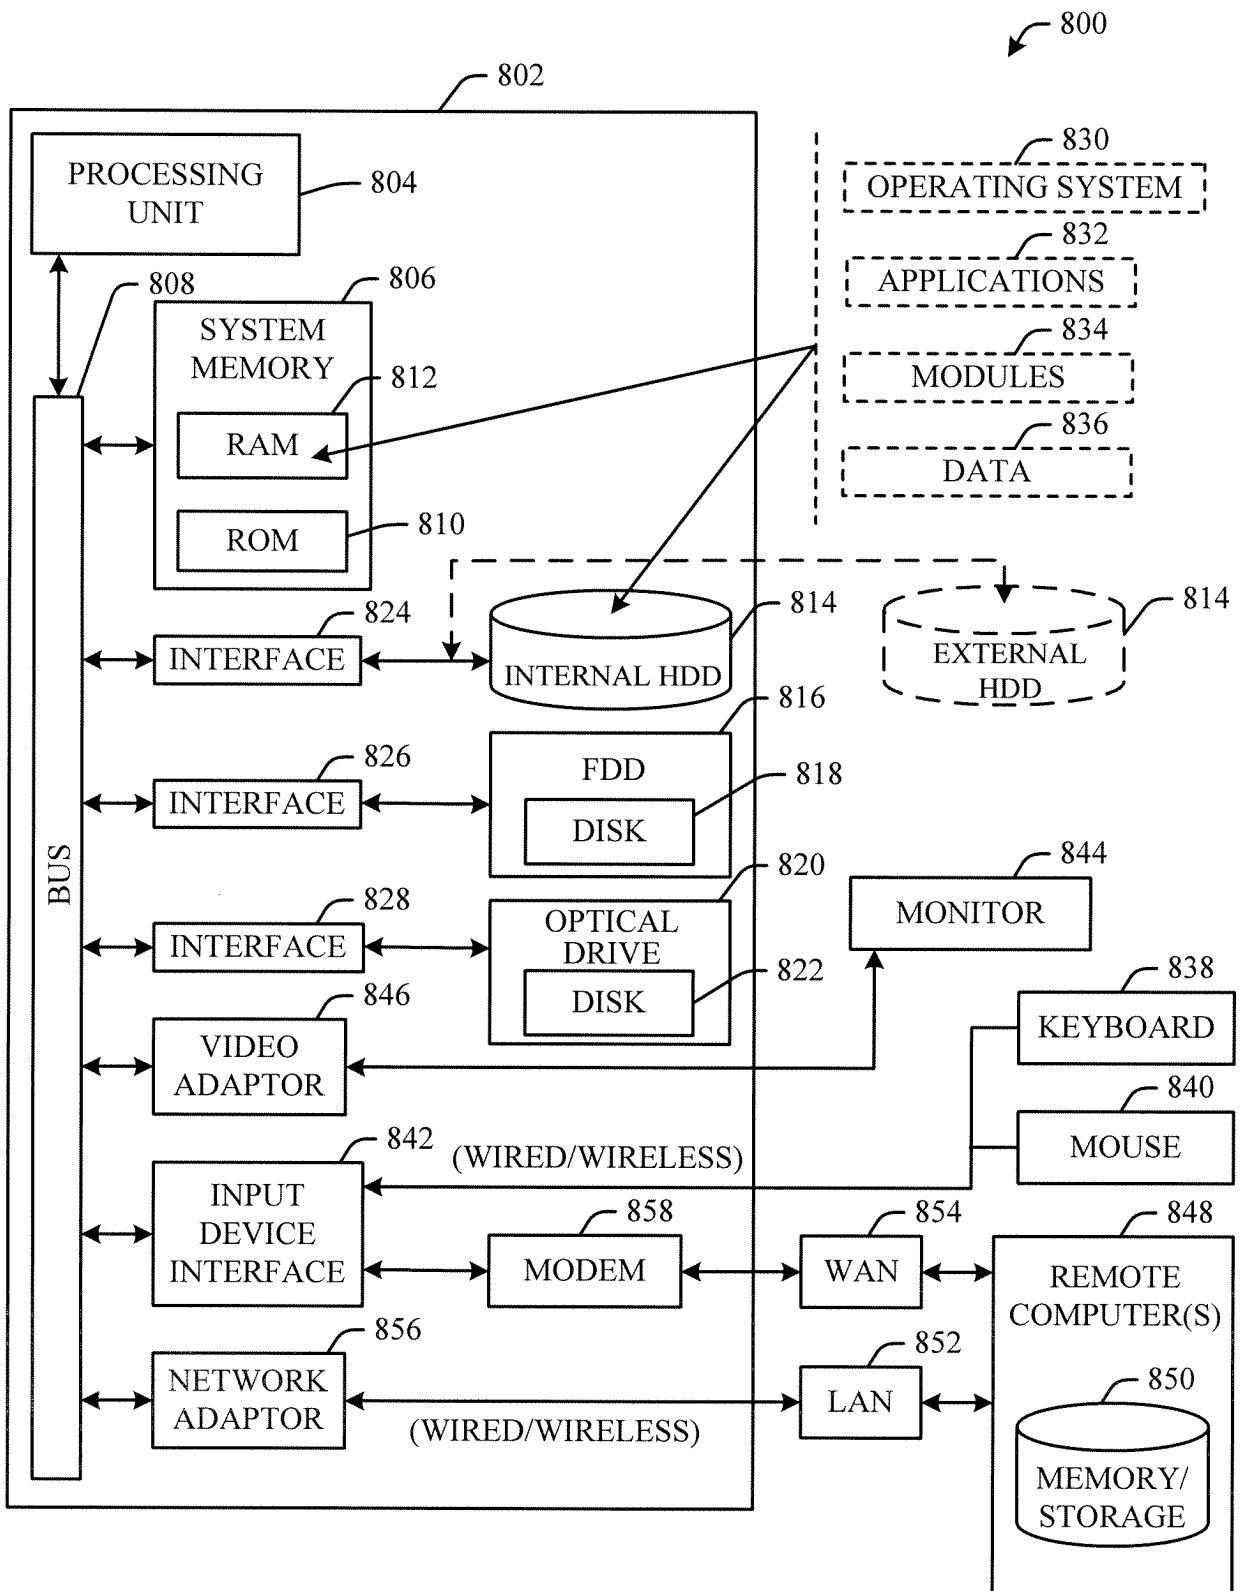 800
802
PROCESSING
UNIT
804
830
OPERATING SYSTEM
808
806
832
APPLICATIONS
SYSTEM
MEMORY
834
MODULES
812
RAM
836
DATA
810
ROM
824
INTERFACE
814
INTERNAL HDD
814
EXTERNAL
HDD
816
826
INTERFACE
FDD
818
DISK
BUS
820
844
MONITOR
828
INTERFACE
OPTICAL
DRIVE
822
DISK
838
KEYBOARD
846
VIDEO
ADAPTOR
840
MOUSE
842
(WIRED/WIRELESS)
INPUT
DEVICE
INTERFACE
858
MODEM
854
WAN
848
REMOTE
COMPUTER(S)
856
NETWORK
ADAPTOR
(WIRED/WIRELESS)
852
LAN
850
MEMORY/
STORAGE